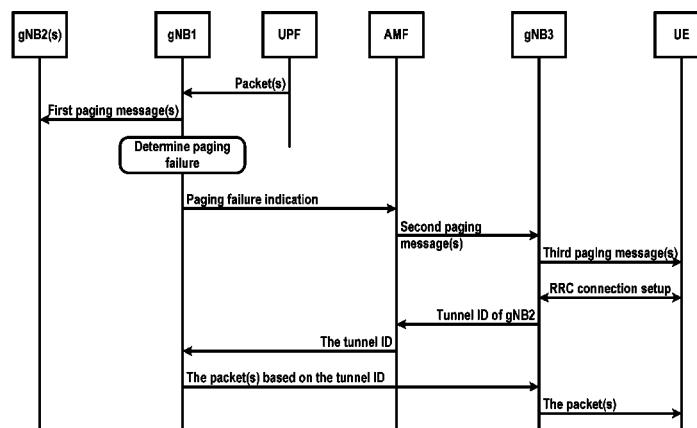 gNB2(s) gNB1 UPF AMF gNB3 UE
Packet(s)
First paging message(s)
Determine paging
failure
Paging failure indication
Second paging
message(s)
Third paging message(s)
RRC connection setup
Tunnel ID of gNB2
The tunnel ID
The packet(s) based on the tunnel ID
The packet(s)